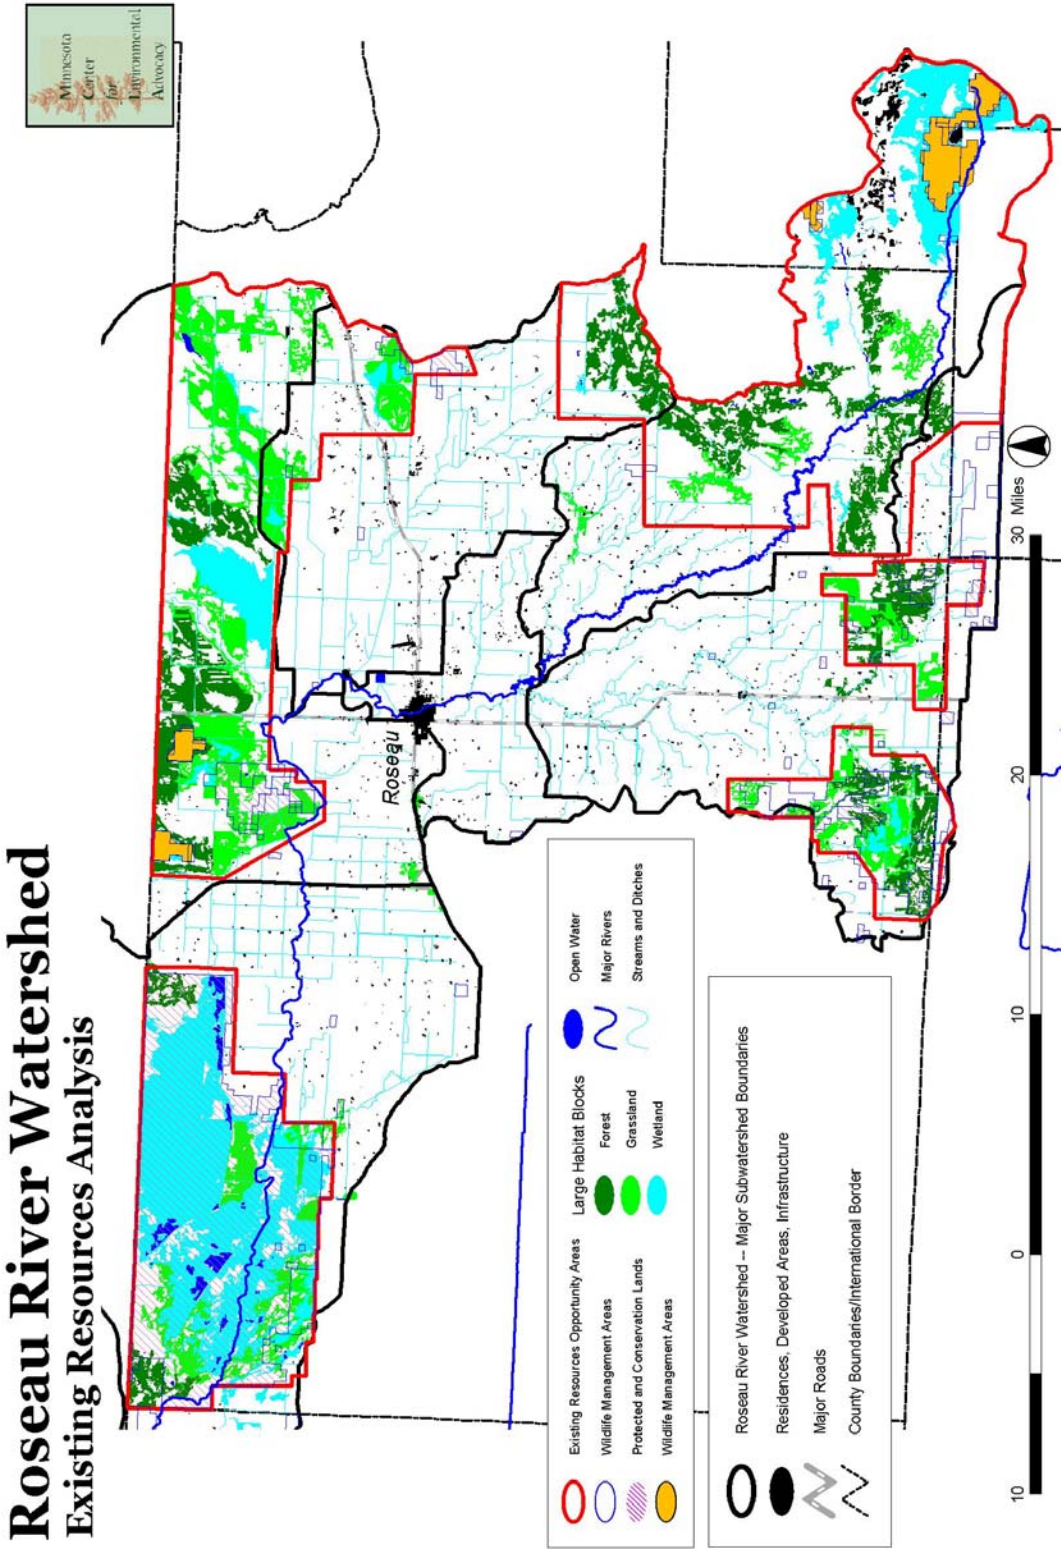 Roseau River Watershed
Existing Resources Analysis
Minnesota
Center
for
Environmental
Advocacy
Roseau
Existing Resources Opportunity Areas
Wildlife Management Areas
Protected and Conservation Lands
Wildlife Management Areas
Large Habitat Blocks
Forest
Grassland
Wetland
Open Water
Major Rivers
Streams and Ditches
Roseau River Watershed -- Major Subwatershed Boundaries
Residences, Developed Areas, Infrastructure
Major Roads
County Boundaries/International Border
10 0 10 20 30 Miles